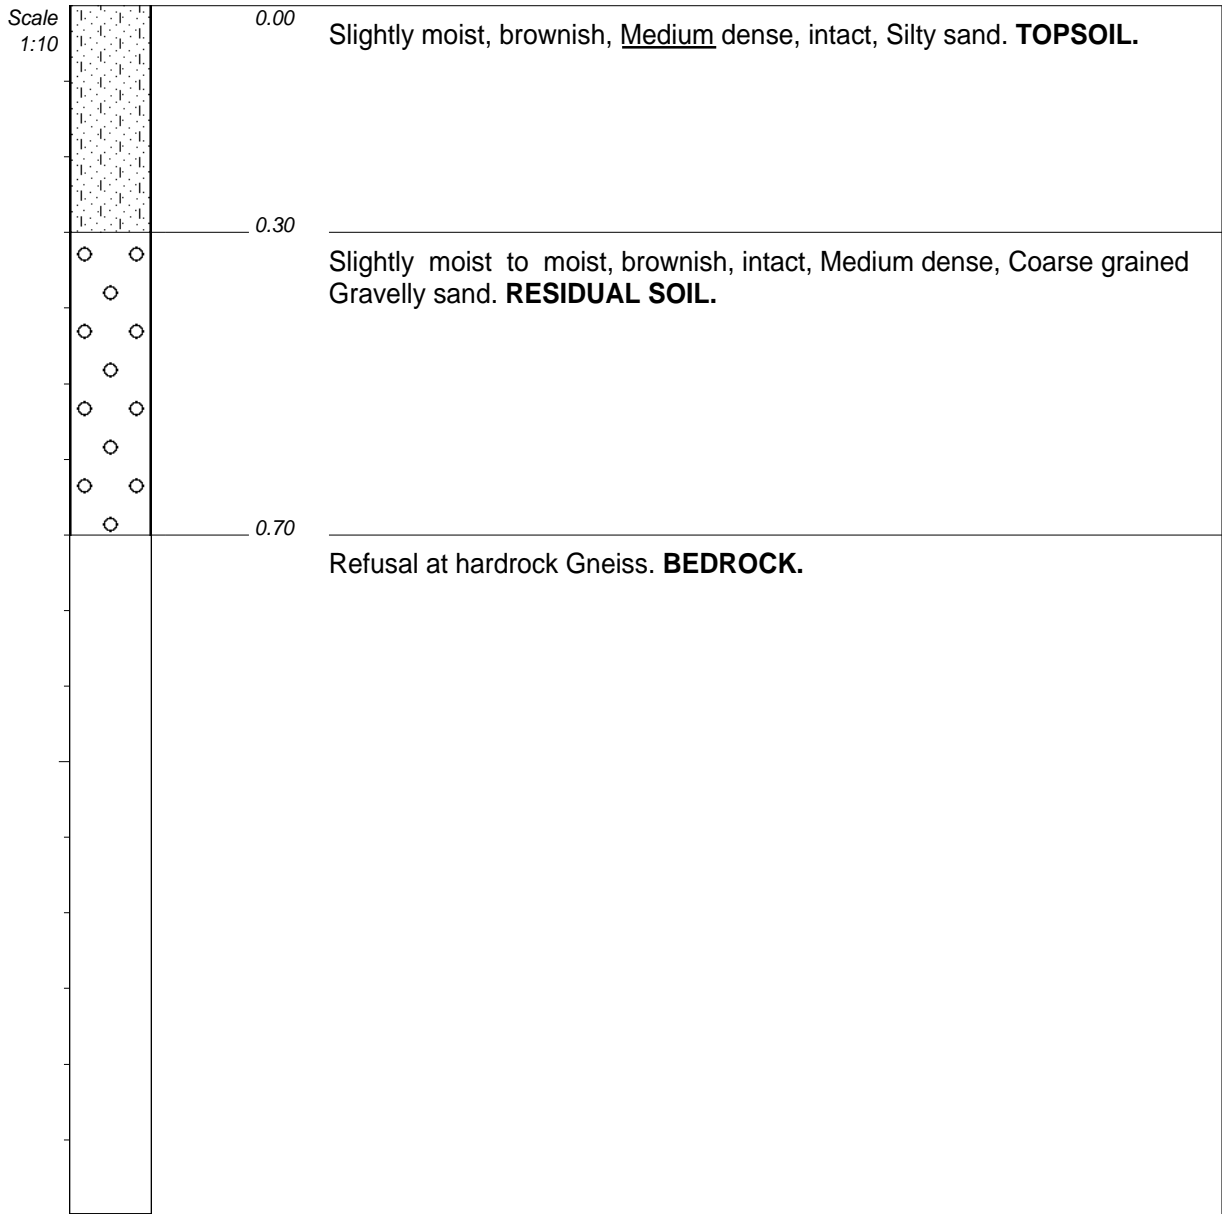 Scale
1:10
0.00
Slightly moist, brownish, Medium dense, intact, Silty sand. TOPSOIL.
0.30
Slightly moist to moist, brownish, intact, Medium dense, Coarse grained
Gravelly sand. RESIDUAL SOIL.
0.70
Refusal at hardrock Gneiss. BEDROCK.